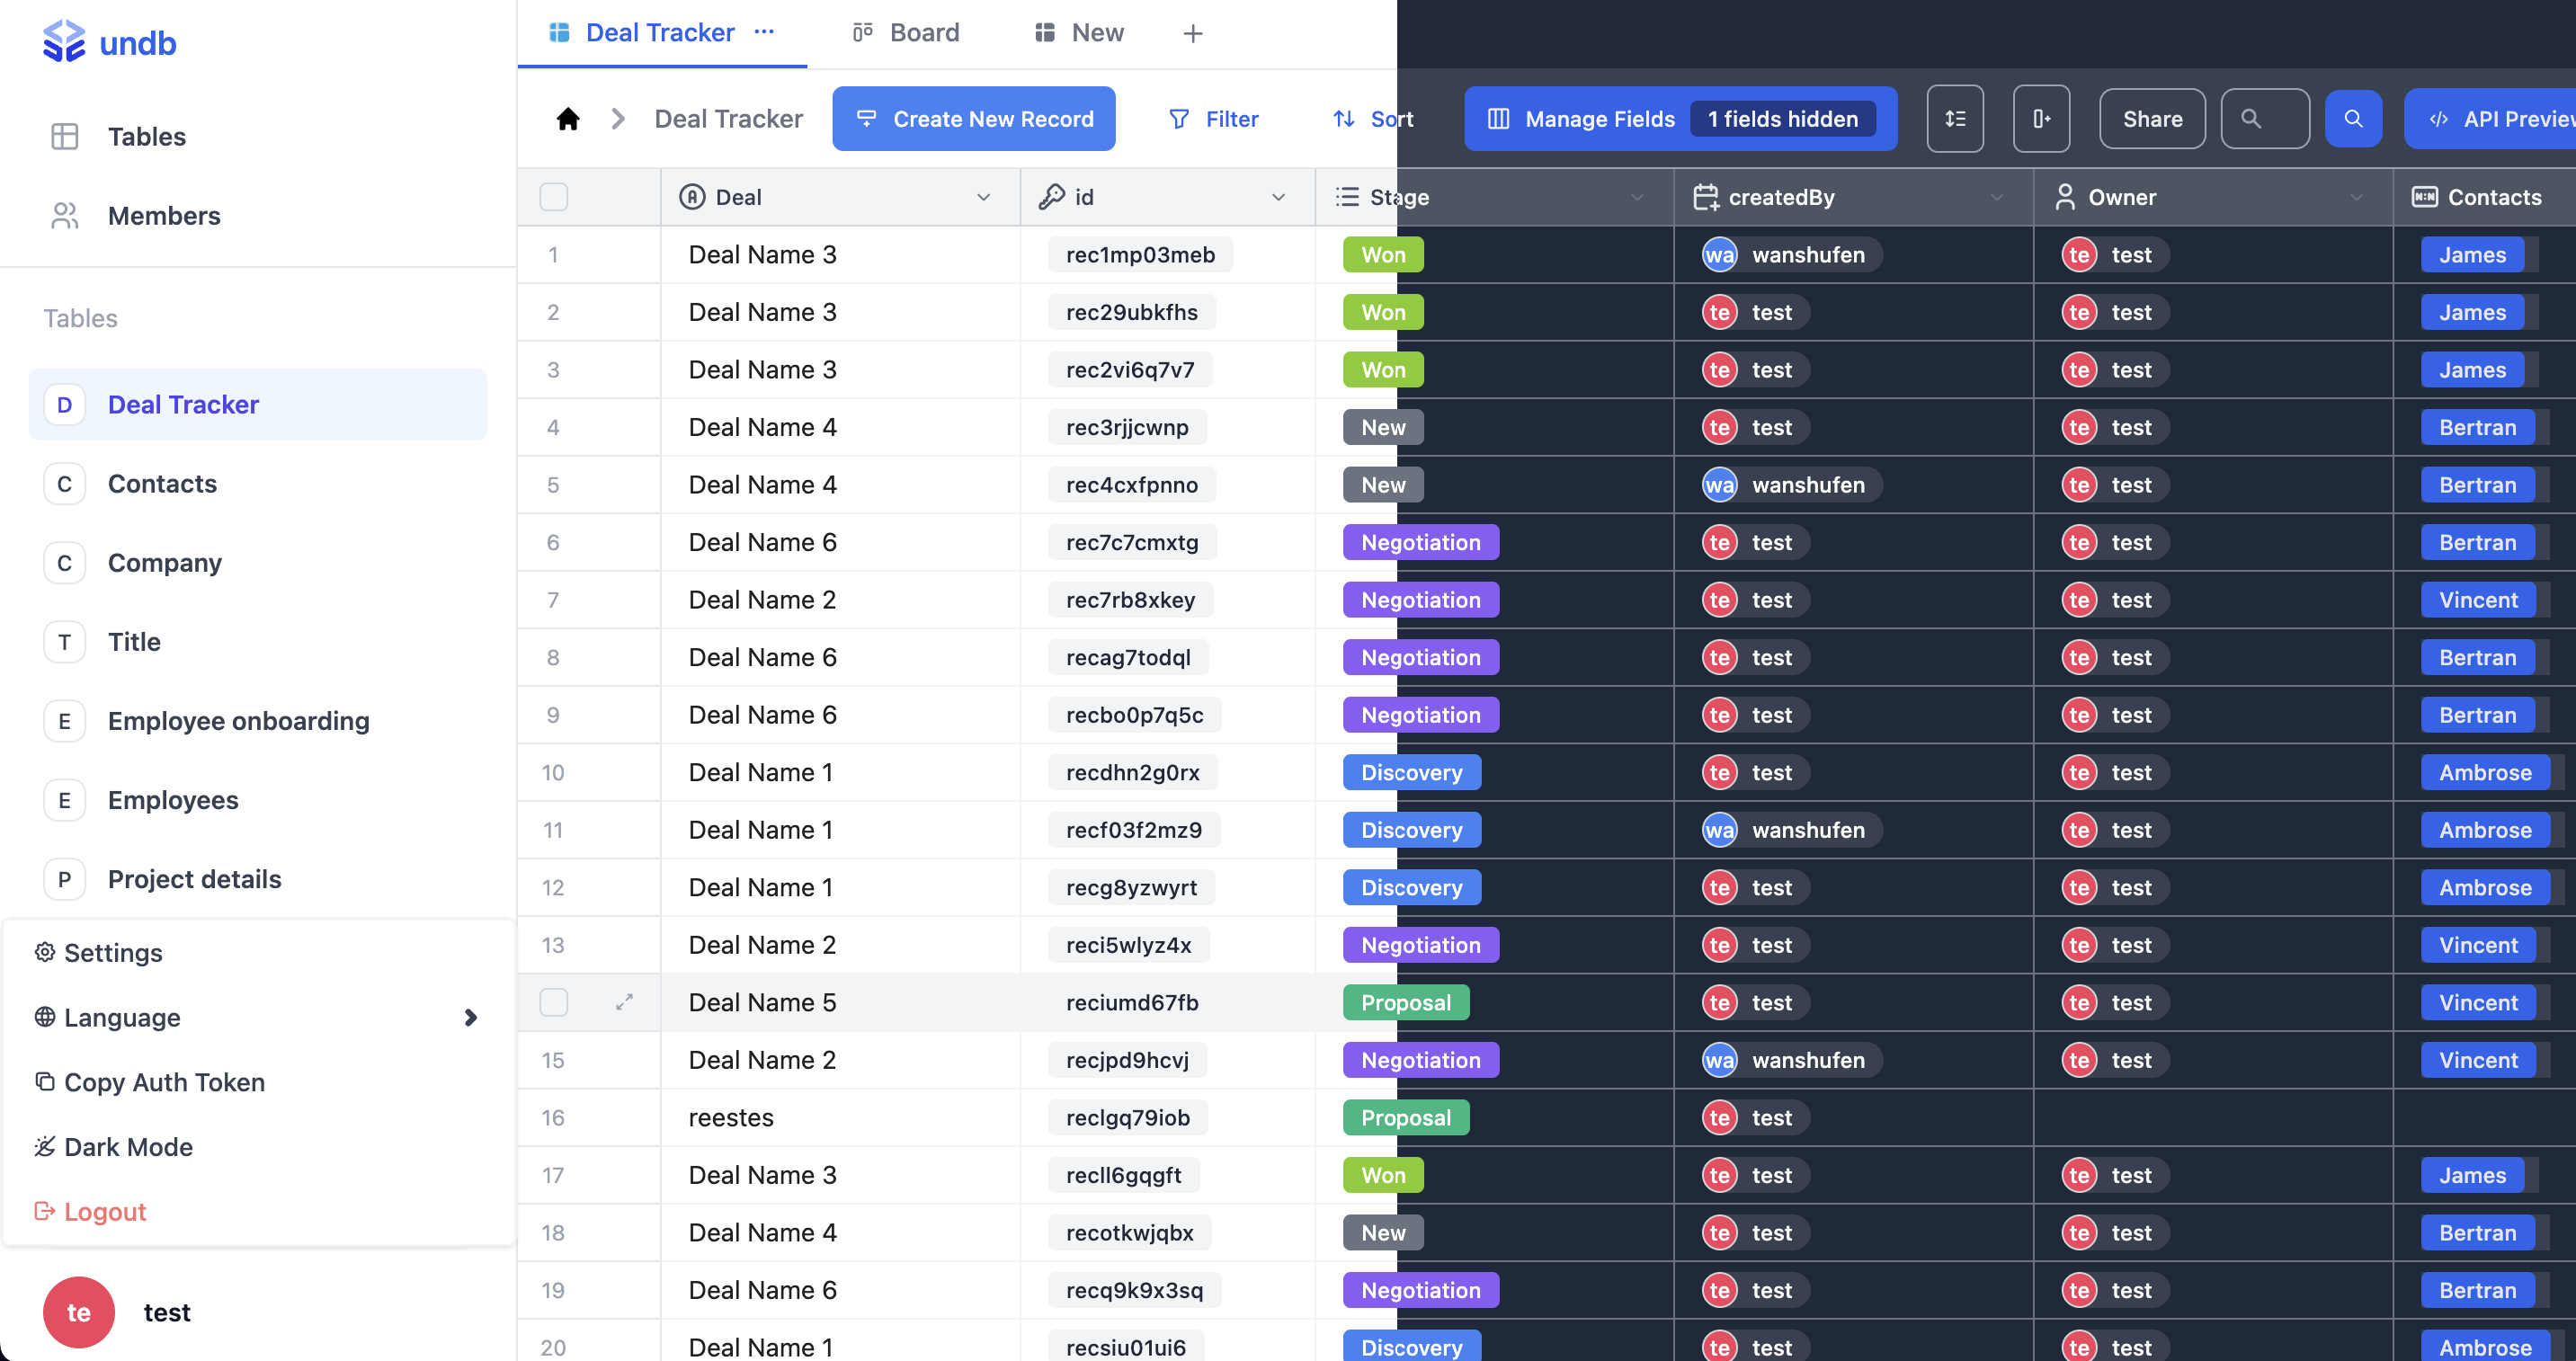 undb
Tables
Members
Tables
D Deal Tracker
C Contacts
C Company
T Title
E Employee onboarding
E Employees
P Project details
Settings
Language
Copy Auth Token
Dark Mode
Logout
te test
Deal Tracker ... Board New +
Deal Tracker Create New Record Filter Sort Manage Fields 1 fields hidden Share </> API Preview
Deal id Stage createdBy Owner N:N Contacts
1 Deal Name 3 rec1mp03meb Won wa wanshufen te test James
2 Deal Name 3 rec29ubkfhs Won te test te test James
3 Deal Name 3 rec2vi6q7v7 Won te test te test James
4 Deal Name 4 rec3rjjcwnp New te test te test Bertran
5 Deal Name 4 rec4cxfpnno New wa wanshufen te test Bertran
6 Deal Name 6 rec7c7cmxtg Negotiation te test te test Bertran
7 Deal Name 2 rec7rb8xkey Negotiation te test te test Vincent
8 Deal Name 6 recag7todql Negotiation te test te test Bertran
9 Deal Name 6 recbo0p7q5c Negotiation te test te test Bertran
10 Deal Name 1 recdhn2g0rx Discovery te test te test Ambrose
11 Deal Name 1 recf03f2mz9 Discovery wa wanshufen te test Ambrose
12 Deal Name 1 recg8yzwyrt Discovery te test te test Ambrose
13 Deal Name 2 reci5wlyz4x Negotiation te test te test Vincent
Deal Name 5 reciumd67fb Proposal te test te test Vincent
15 Deal Name 2 recjpd9hcvj Negotiation wa wanshufen te test Vincent
16 reestes reclgq79iob Proposal te test
17 Deal Name 3 recll6gqgft Won te test te test James
18 Deal Name 4 recotkwjqbx New te test te test Bertran
19 Deal Name 6 recq9k9x3sq Negotiation te test te test Bertran
20 Deal Name 1 recsiu01ui6 Discovery te test te test Ambrose